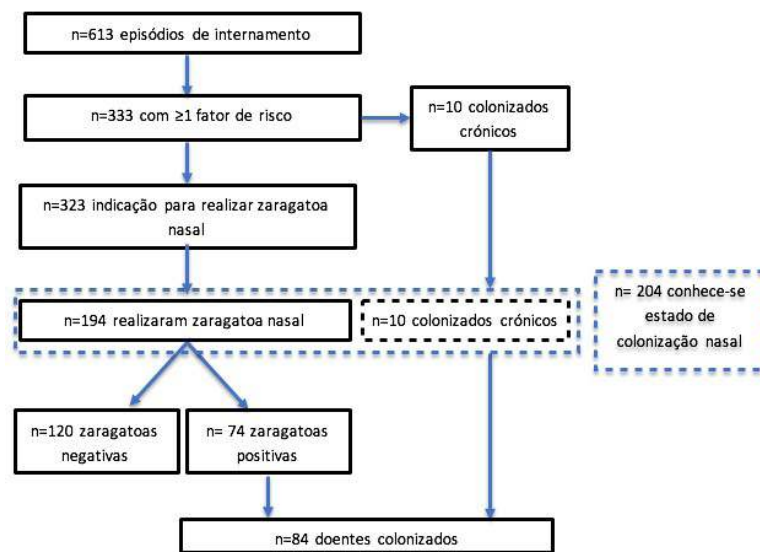 n=613 episódios de internamento
n=333 com ≥1 fator de risco
n=10 colonizados
crónicos
n=323 indicação para realizar zaragatoa
nasal
n=194 realizaram zaragatoa nasal
n=10 colonizados crónicos
n= 204 conhece-se
estado de
colonização nasal
n=120 zaragatoas
negativas
n= 74 zaragatoas
positivas
n=84 doentes colonizados